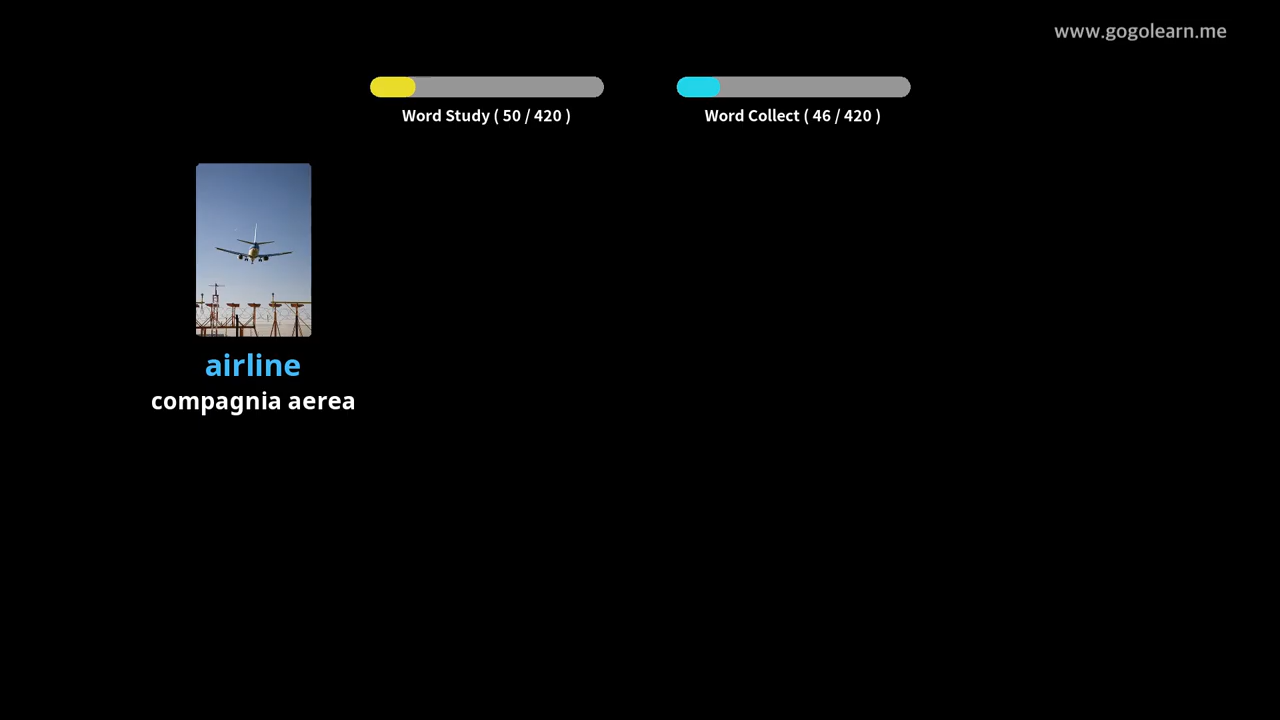 www.gogolearn.me
Word Study ( 50 / 420 )
Word Collect ( 46 / 420 )
airline
compagnia aerea